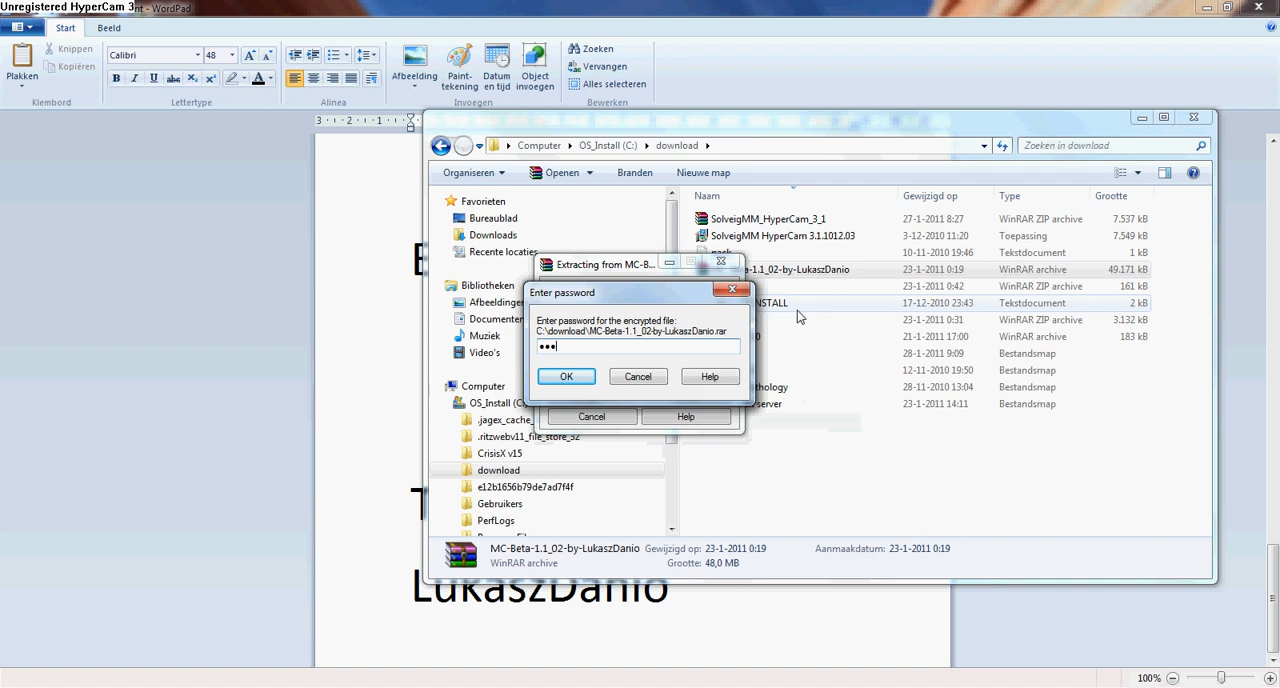 Unregistered HyperCam 3
nt - WordPad
Start Beeld
Plakken
Knippen
Kopiëren
Klembord
Calibri 48
Lettertype
Alinea
Afbeelding
Paint-
tekening
Datum
en tijd
Object
invoegen
Invoegen
Zoeken
Vervangen
Alles selecteren
Bewerken
3 2 1
Computer OS_Install (C:) download
Zoeken in download
Organiseren Openen Branden Nieuwe map
Favorieten
Bureaublad
Downloads
Recente locaties
Bibliotheken
Afbeeldingen
Documenten
Muziek
Video's
Computer
OS_Install (C:
.jagex_cache_
.ritzwebv11_file_store_32
CrisisX v15
download
e12b1656b79de7ad7f4f
Gebruikers
PerfLogs
Naam Gewijzigd op Type Grootte
SolveigMM_HyperCam_3_1 27-1-2011 8:27 WinRAR ZIP archive 7.537 kB
SolveigMM HyperCam 3.1.1012.03 3-12-2010 11:20 Toepassing 7.549 kB
10-11-2010 19:46 Tekstdocument 1 kB
-1.1_02-by-LukaszDanio 23-1-2011 0:19 WinRAR archive 49.171 kB
23-1-2011 0:42 WinRAR ZIP archive 161 kB
INSTALL 17-12-2010 23:43 Tekstdocument 2 kB
23-1-2011 0:31 WinRAR ZIP archive 3.132 kB
0 21-1-2011 17:00 WinRAR archive 183 kB
28-1-2011 9:09 Bestandsmap
12-11-2010 19:50 Bestandsmap
thology 28-11-2010 13:04 Bestandsmap
server 23-1-2011 14:11 Bestandsmap
Extracting from MC-B...
Enter password
Enter password for the encrypted file:
C:\download\MC-Beta-1.1_02-by-LukaszDanio.rar
OK Cancel Help
Cancel Help
MC-Beta-1.1_02-by-LukaszDanio Gewijzigd op: 23-1-2011 0:19 Aanmaakdatum: 23-1-2011 0:19
WinRAR archive Grootte: 48,0 MB
LukaszDanio
100%